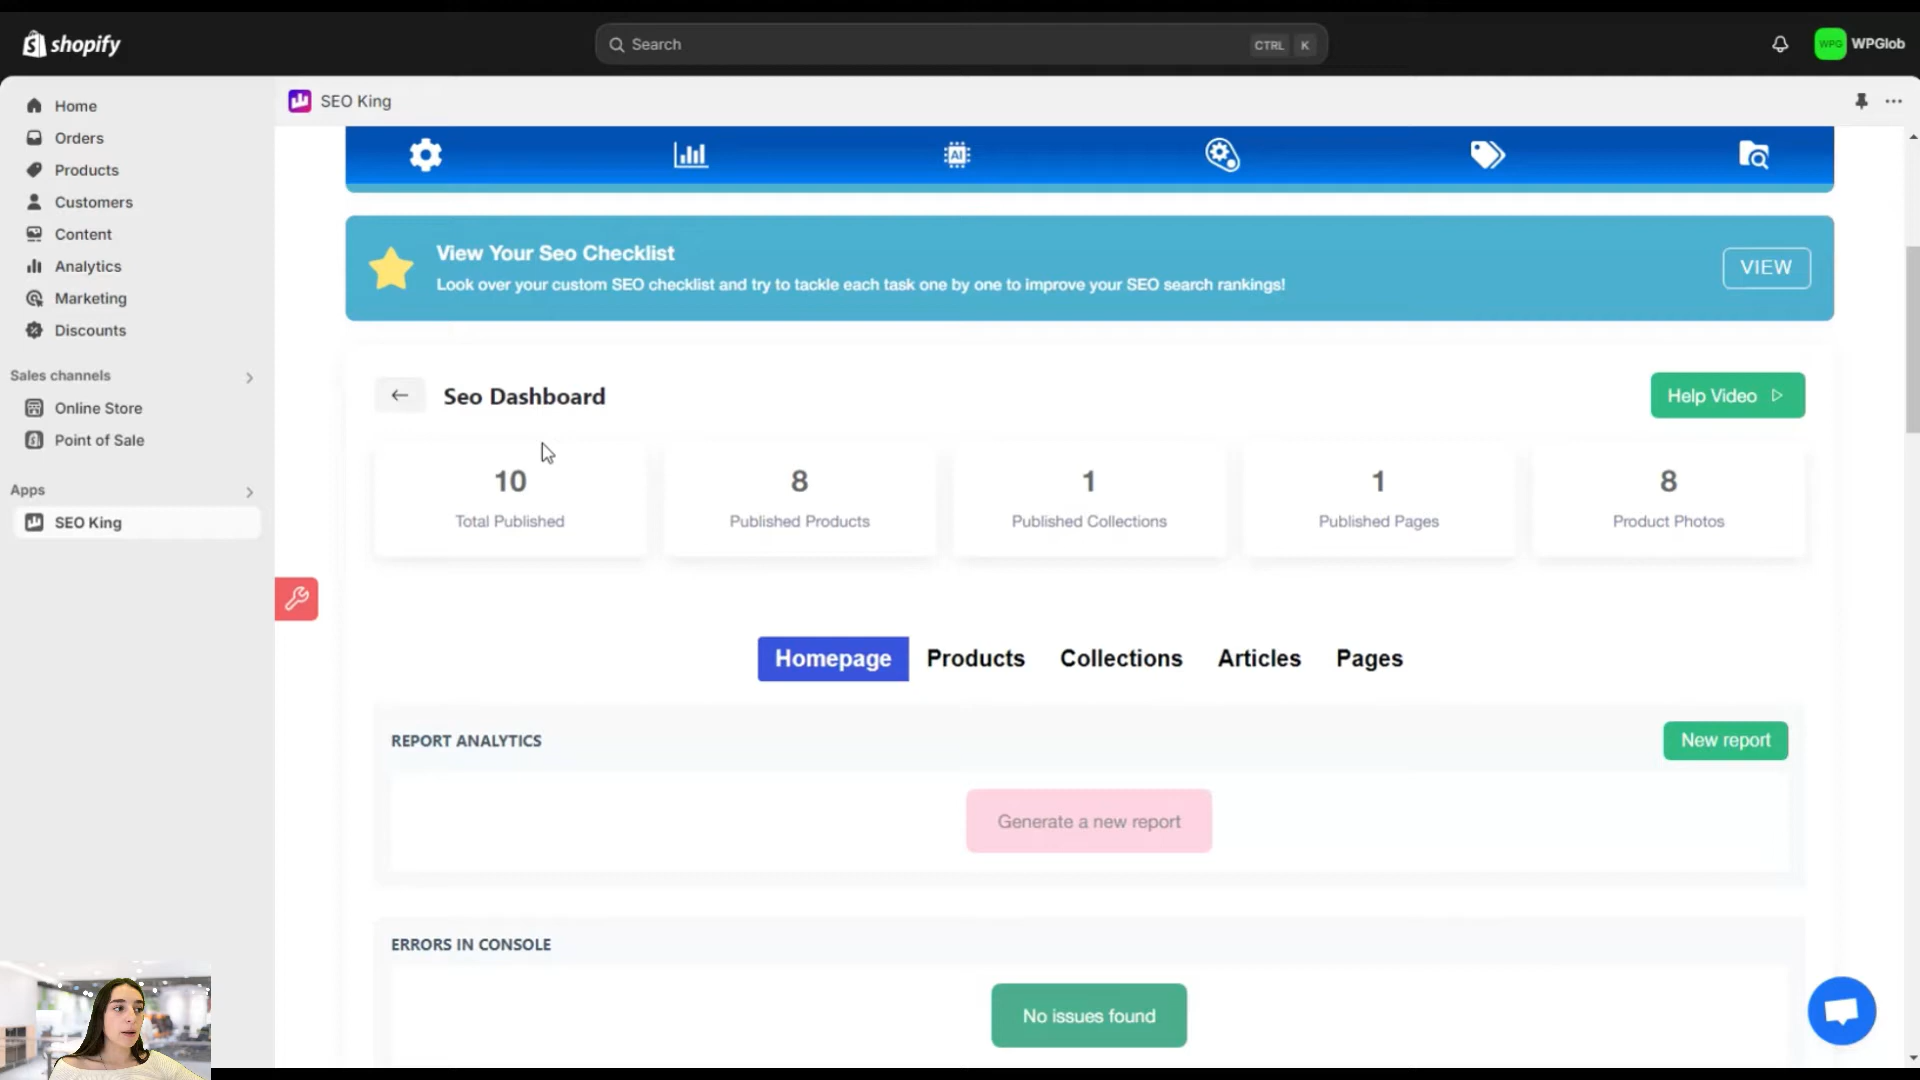 shopify
Search
CTRL K
WPG
WPGlob
Home
Orders
Products
Customers
Content
Analytics
Marketing
Discounts
Sales channels
Online Store
Point of Sale
Apps
SEO King
SEO King
AI
View Your Seo Checklist
Look over your custom SEO checklist and try to tackle each task one by one to improve your SEO search rankings!
VIEW
Seo Dashboard
Help Video
10
Total Published
8
Published Products
1
Published Collections
1
Published Pages
8
Product Photos
Homepage Products Collections Articles Pages
REPORT ANALYTICS
New report
Generate a new report
ERRORS IN CONSOLE
No issues found